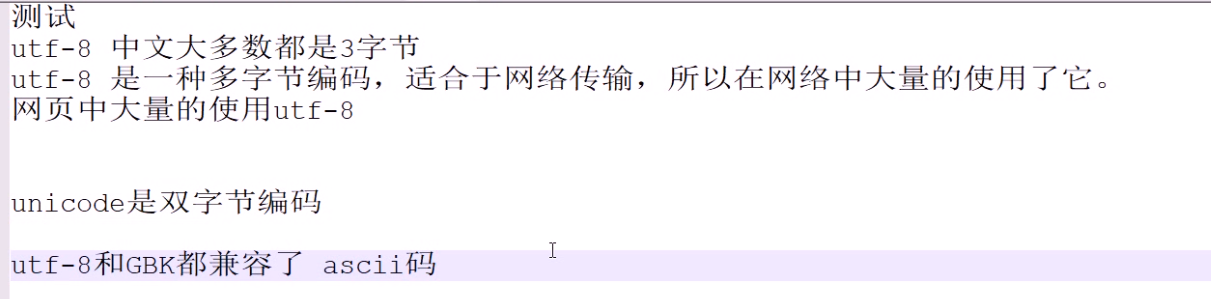 测试
utf-8 中文大多数都是3字节
utf-8 是一种多字节编码，适合于网络传输，所以在网络中大量的使用了它。
网页中大量的使用utf-8
unicode是双字节编码
utf-8和GBK都兼容了 ascii码